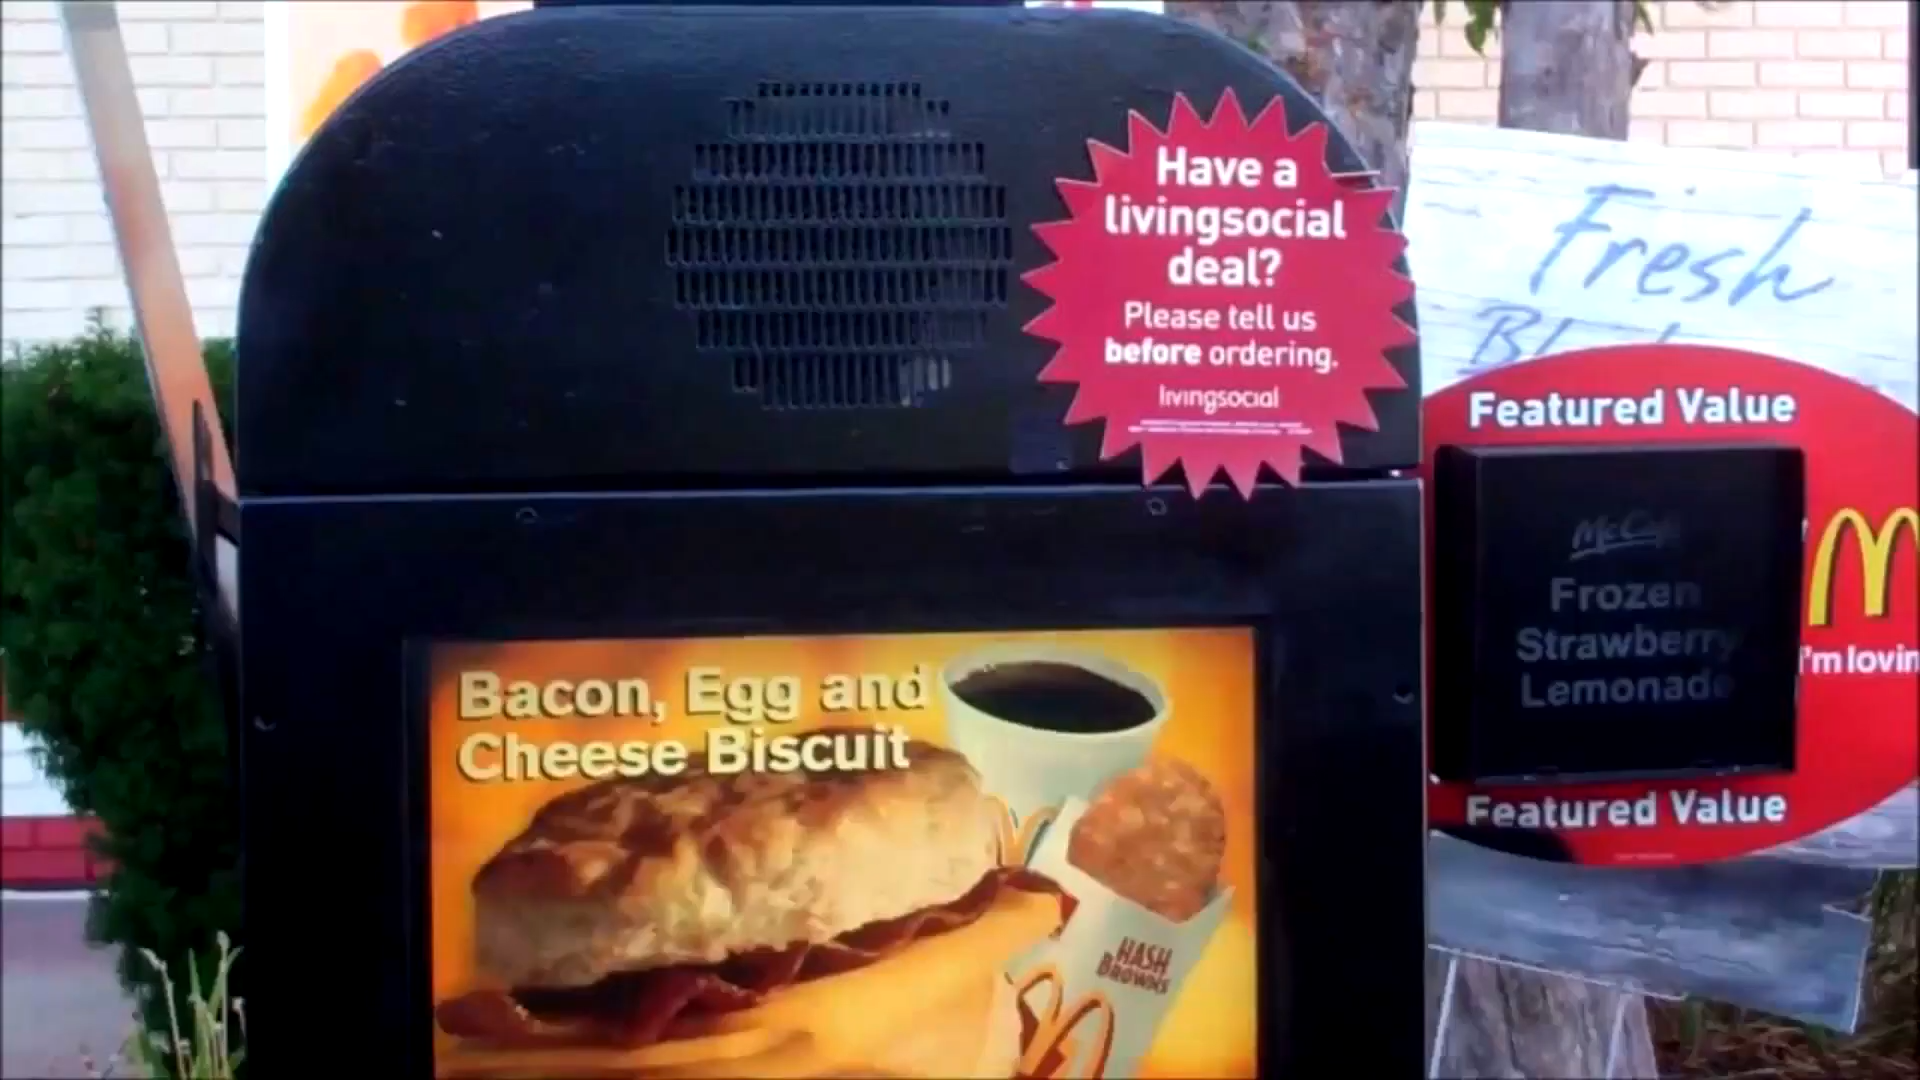 Have a
livingsocial
deal?
Please tell us
before ordering.
livingsocial
Fresh
Featured Value
McCafé
Frozen
Strawberry
Lemonade
i'm lovin
Featured Value
Bacon, Egg and
Cheese Biscuit
HASH
BROWNS